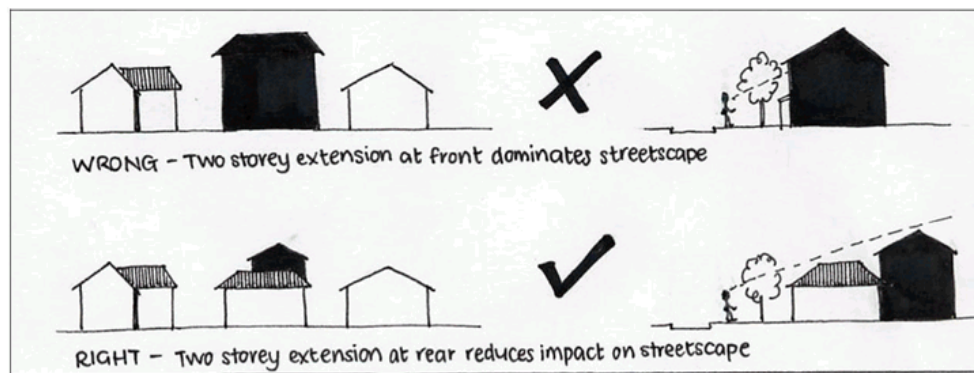 WRONG - TWO STOREY EXTENSION AT FRONT DOMINATES STREETSCAPE
RIGHT - TWO STOREY EXTENSION AT REAR REDUCES IMPACT ON STREETSCAPE